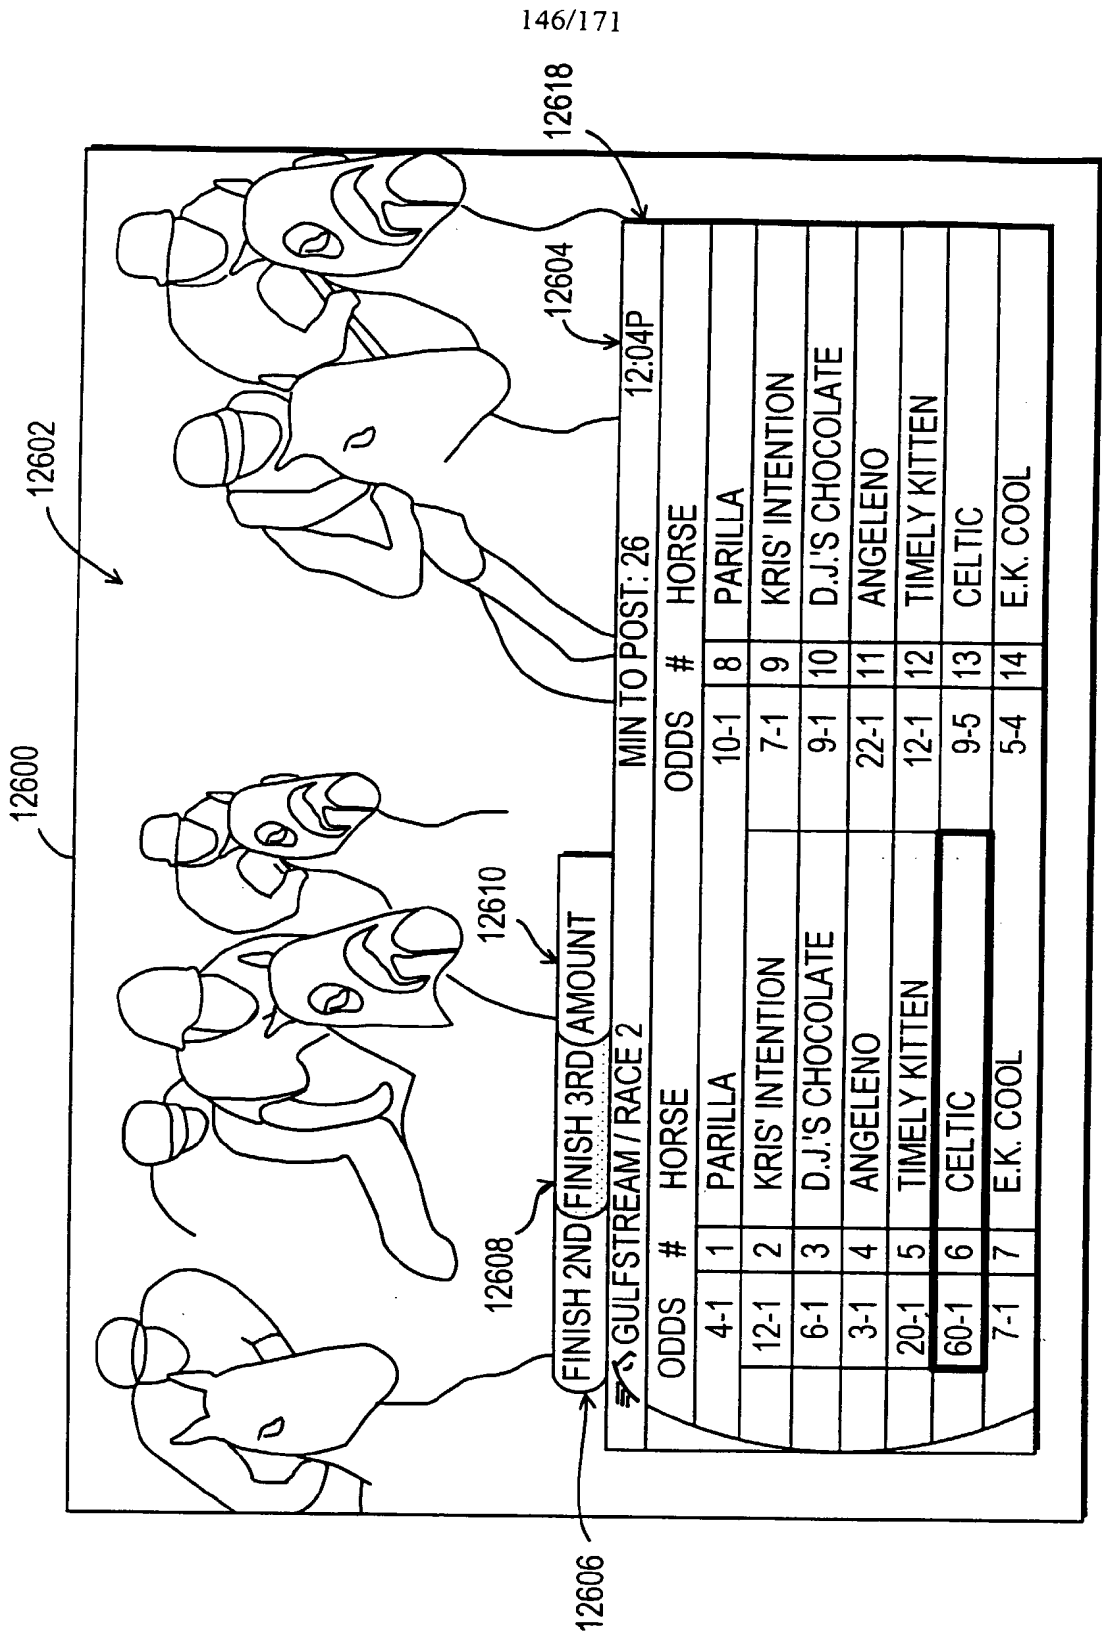 146/171
12600
12602
12606
12608
12610
12604
12618
FINISH 2ND FINISH 3RD AMOUNT
GULFSTREAM / RACE 2 MIN TO POST: 26 12:04P
ODDS # HORSE ODDS # HORSE
4-1 1 PARILLA 10-1 8 PARILLA
12-1 2 KRIS' INTENTION 7-1 9 KRIS' INTENTION
6-1 3 D.J.'S CHOCOLATE 9-1 10 D.J.'S CHOCOLATE
3-1 4 ANGELENO 22-1 11 ANGELENO
20-1 5 TIMELY KITTEN 12-1 12 TIMELY KITTEN
60-1 6 CELTIC 9-5 13 CELTIC
7-1 7 E.K. COOL 5-4 14 E.K. COOL